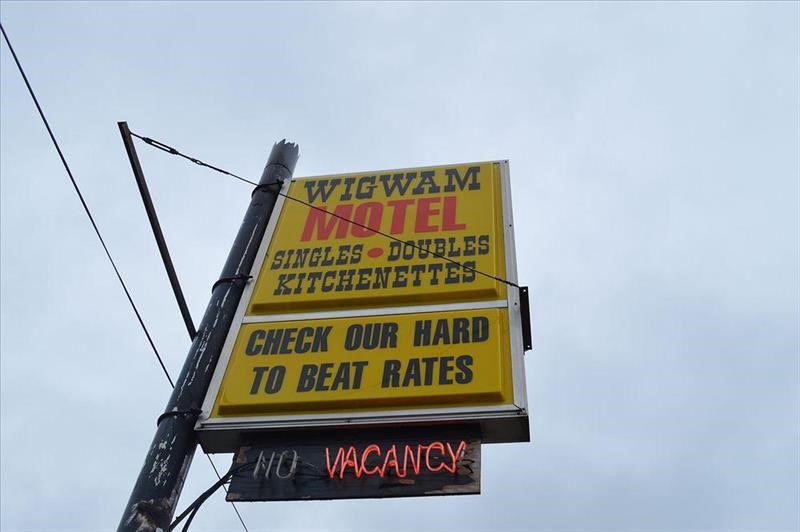 WIGWAM
MOTEL
SINGLES • DOUBLES
KITCHENETTES
CHECK OUR HARD
TO BEAT RATES
NO VACANCY